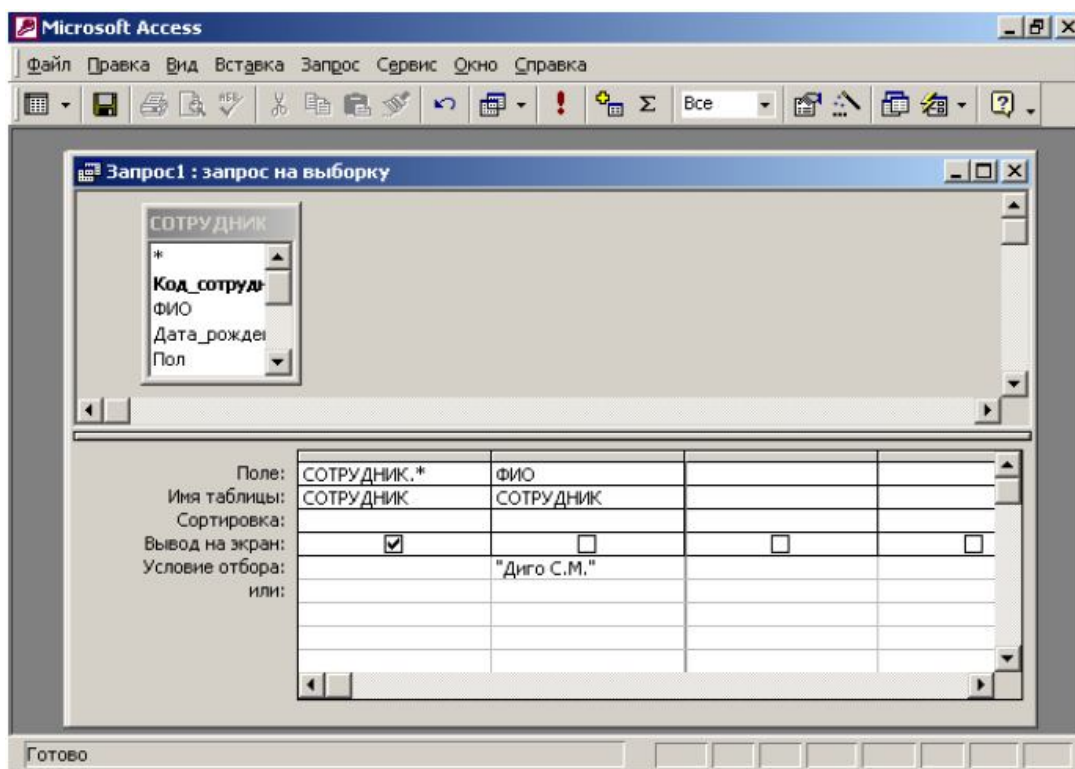 Microsoft Access
Файл Правка Вид Вставка Запрос Сервис Окно Справка
Все
Запрос1 : запрос на выборку
СОТРУДНИК
*
Код_сотрудн
ФИО
Дата_рожде
Пол
Поле: СОТРУДНИК.* ФИО
Имя таблицы: СОТРУДНИК СОТРУДНИК
Сортировка:
Вывод на экран:
Условие отбора: "Диго С.М."
или:
Готово